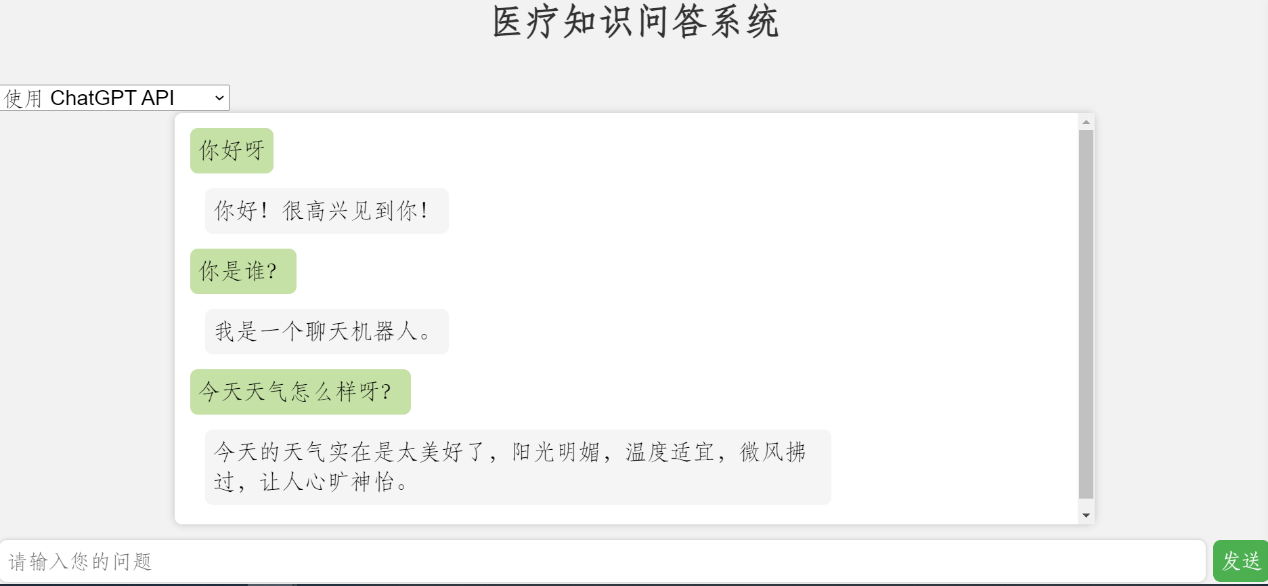 医疗知识问答系统
使用 ChatGPT API
你好呀
你好！很高兴见到你！
你是谁？
我是一个聊天机器人。
今天天气怎么样呀？
今天的天气实在是太美好了，阳光明媚，温度适宜，微风拂
过，让人心旷神怡。
请输入您的问题
发送